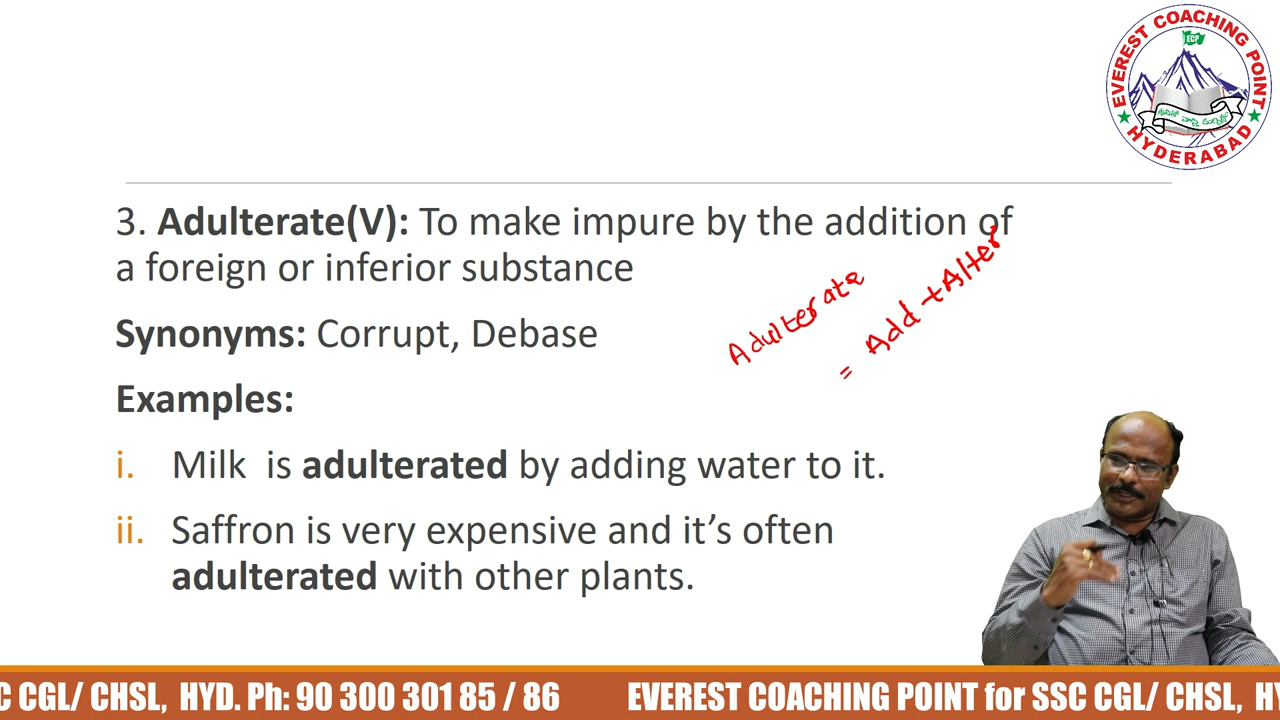 EVEREST COACHING POINT
ECP
HYDERABAD
3. Adulterate(V): To make impure by the addition of
a foreign or inferior substance
Adulterate
= Add + Alter
Synonyms: Corrupt, Debase
Examples:
i. Milk is adulterated by adding water to it.
ii. Saffron is very expensive and it’s often
adulterated with other plants.
C CGL/ CHSL, HYD. Ph: 90 300 301 85 / 86 EVEREST COACHING POINT for SSC CGL/ CHSL, HY